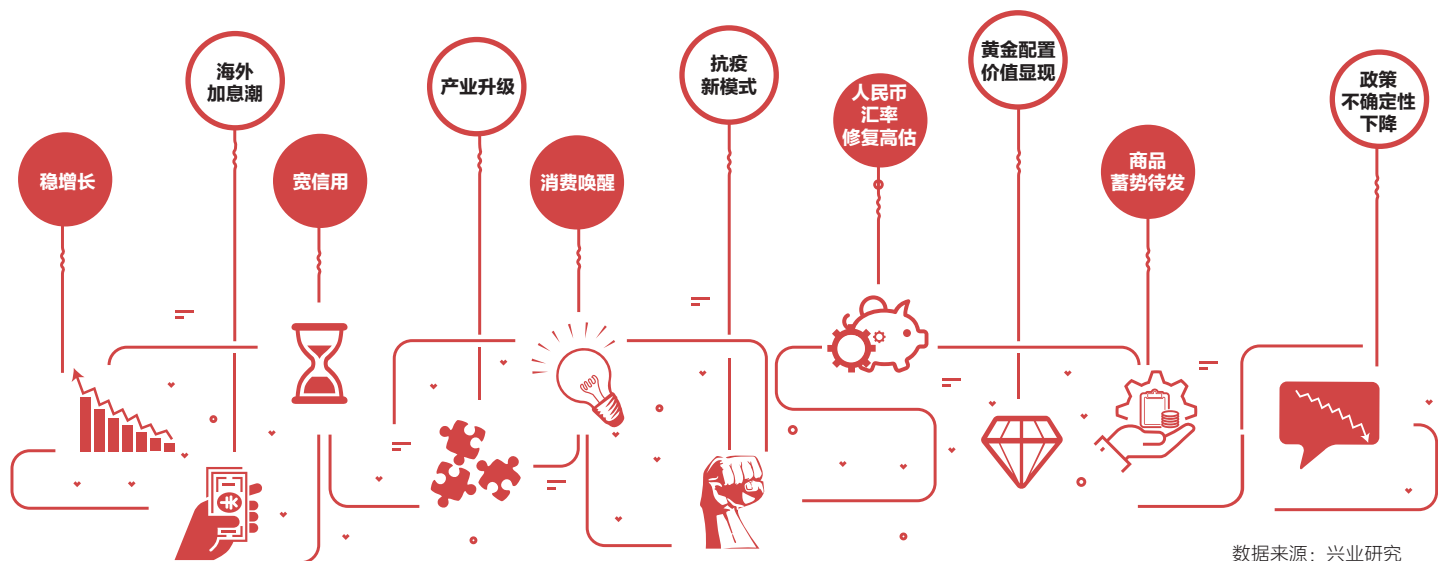 稳增长
海外
加息潮
宽信用
产业升级
消费唤醒
抗疫
新模式
人民币
汇率
修复高估
黄金配置
价值显现
商品
蓄势待发
政策
不确定性
下降
数据来源：兴业研究